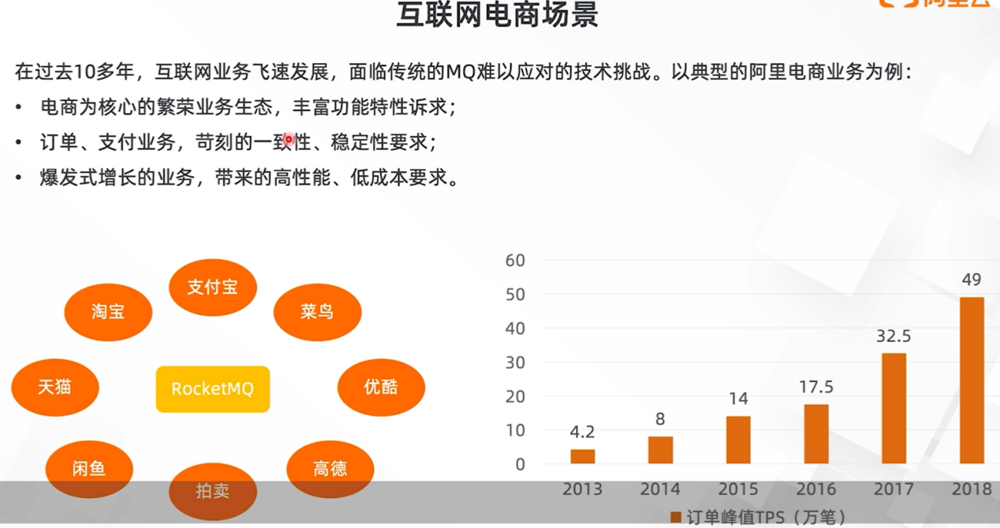 互联网电商场景
阿里云
在过去10多年，互联网业务飞速发展，面临传统的MQ难以应对的技术挑战。以典型的阿里电商业务为例：
• 电商为核心的繁荣业务生态，丰富功能特性诉求；
• 订单、支付业务，苛刻的一致性、稳定性要求；
• 爆发式增长的业务，带来的高性能、低成本要求。
支付宝
淘宝
菜鸟
天猫
RocketMQ
优酷
闲鱼
高德
拍卖
60
50
40
30
20
10
0
4.2
8
14
17.5
32.5
49
2013 2014 2015 2016 2017 2018
订单峰值TPS（万笔）